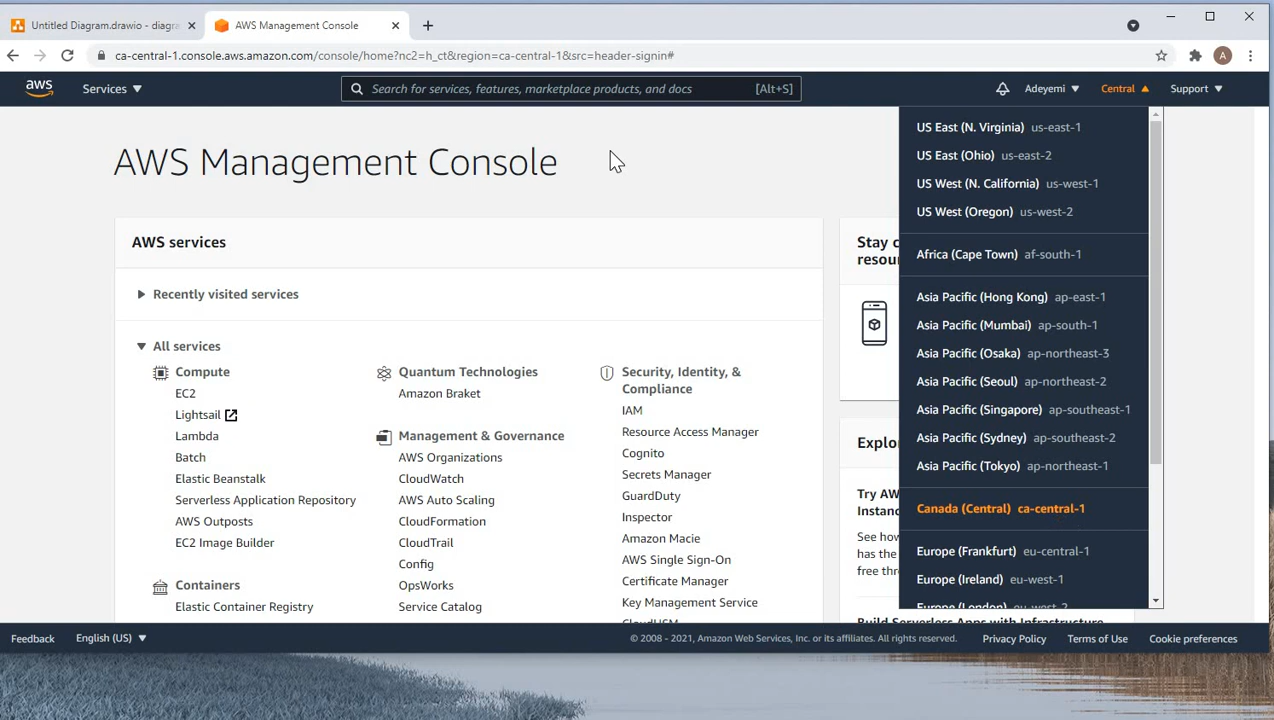 Untitled Diagram.drawio - diagra
AWS Management Console
ca-central-1.console.aws.amazon.com/console/home?nc2=h_ct&region=ca-central-1&src=header-signin#
A
aws
Services
Search for services, features, marketplace products, and docs
[Alt+S]
Adeyemi
Central
Support
AWS Management Console
AWS services
Recently visited services
All services
Compute
EC2
Lightsail
Lambda
Batch
Elastic Beanstalk
Serverless Application Repository
AWS Outposts
EC2 Image Builder
Containers
Elastic Container Registry
Quantum Technologies
Amazon Braket
Management & Governance
AWS Organizations
CloudWatch
AWS Auto Scaling
CloudFormation
CloudTrail
Config
OpsWorks
Service Catalog
Security, Identity, &
Compliance
IAM
Resource Access Manager
Cognito
Secrets Manager
GuardDuty
Inspector
Amazon Macie
AWS Single Sign-On
Certificate Manager
Key Management Service
CloudHSM
Stay c
resou
Explo
Try AW
Instanc
See how
has the
free thr
Build Serverless Apps with Infrastructure
US East (N. Virginia) us-east-1
US East (Ohio) us-east-2
US West (N. California) us-west-1
US West (Oregon) us-west-2
Africa (Cape Town) af-south-1
Asia Pacific (Hong Kong) ap-east-1
Asia Pacific (Mumbai) ap-south-1
Asia Pacific (Osaka) ap-northeast-3
Asia Pacific (Seoul) ap-northeast-2
Asia Pacific (Singapore) ap-southeast-1
Asia Pacific (Sydney) ap-southeast-2
Asia Pacific (Tokyo) ap-northeast-1
Canada (Central) ca-central-1
Europe (Frankfurt) eu-central-1
Europe (Ireland) eu-west-1
Europe (London) eu-west-2
Feedback
English (US)
© 2008 - 2021, Amazon Web Services, Inc. or its affiliates. All rights reserved.
Privacy Policy
Terms of Use
Cookie preferences